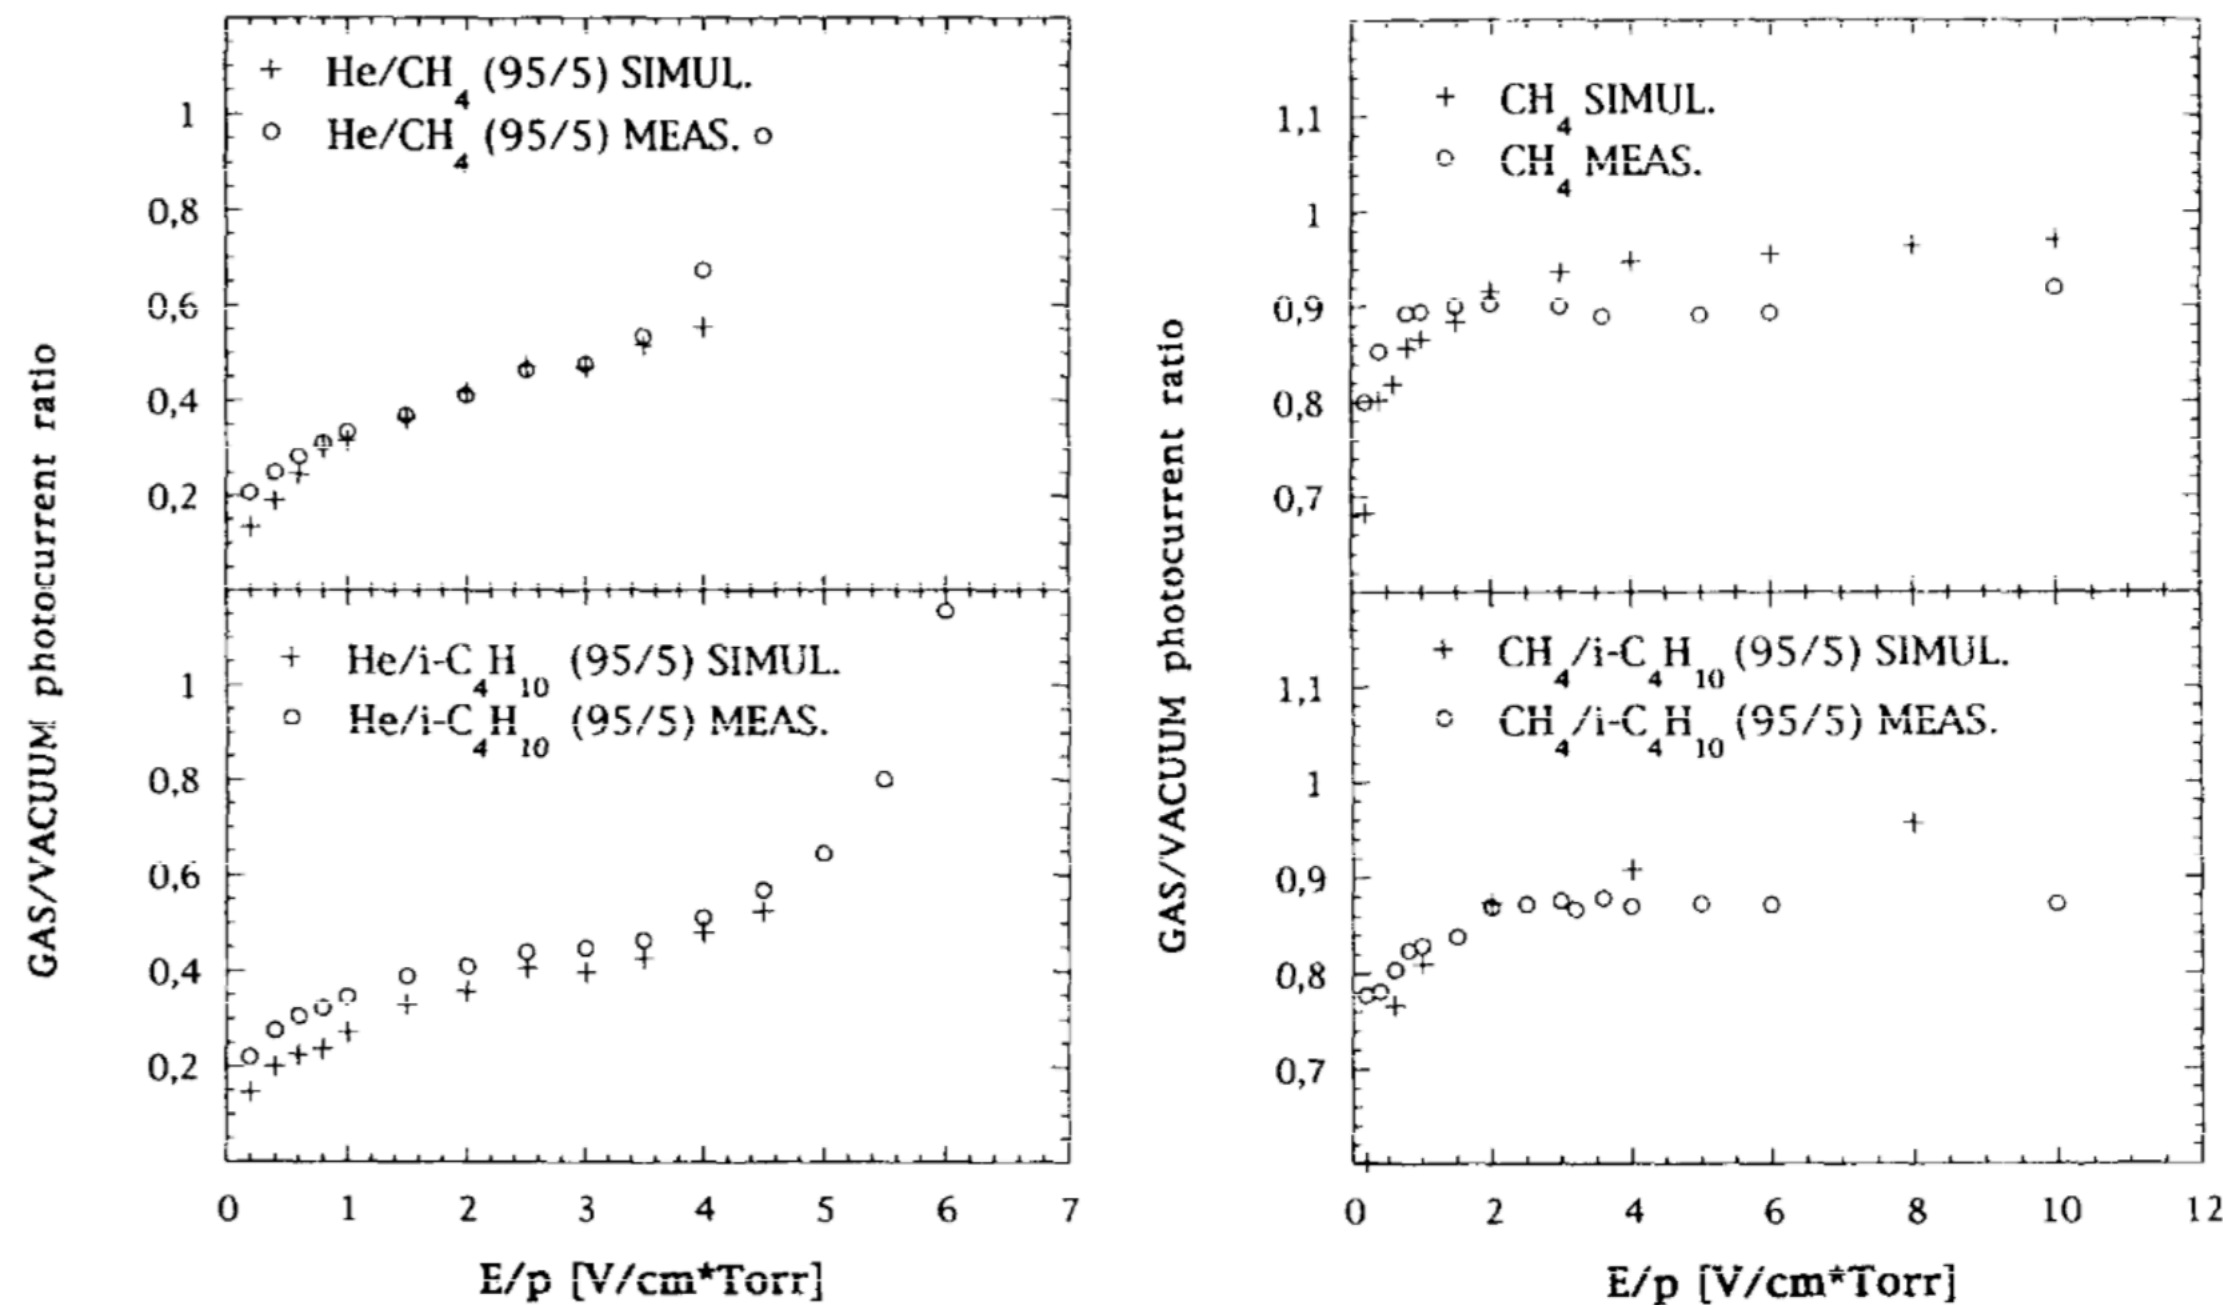 He/CH4 (95/5) SIMUL.
He/CH4 (95/5) MEAS.
1
0,8
0,6
0,4
0,2
He/i-C4H10 (95/5) SIMUL.
He/i-C4H10 (95/5) MEAS.
1
0,8
0,6
0,4
0,2
0 1 2 3 4 5 6 7
E/p [V/cm*Torr]
GAS/VACUUM photocurrent ratio
CH4 SIMUL.
CH4 MEAS.
1,1
1
0,9
0,8
0,7
CH4/i-C4H10 (95/5) SIMUL.
CH4/i-C4H10 (95/5) MEAS.
1,1
1
0,9
0,8
0,7
0 2 4 6 8 10 12
E/p [V/cm*Torr]
GAS/VACUUM photocurrent ratio